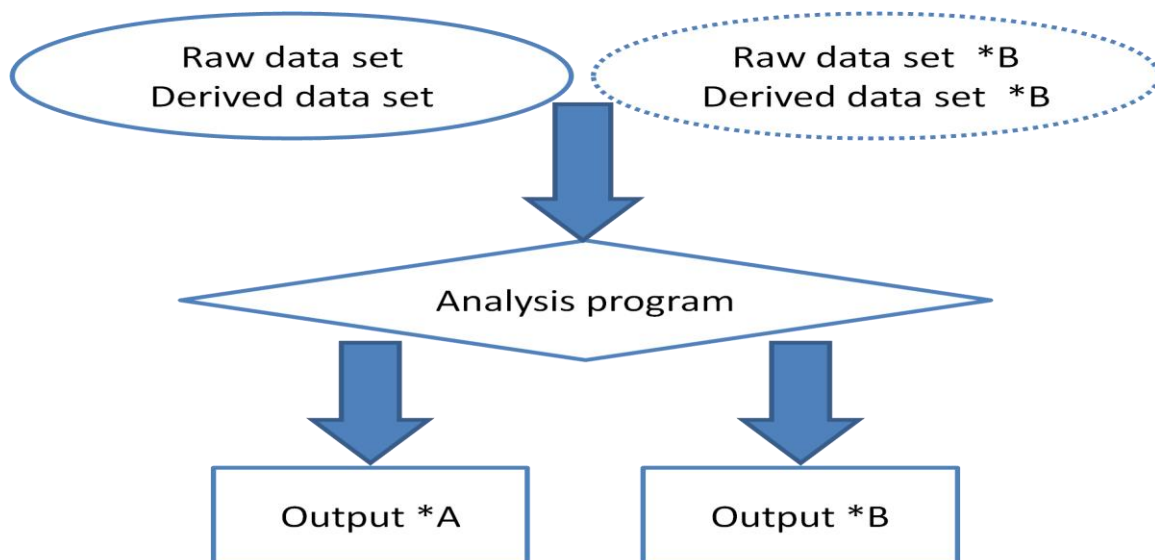 Raw data set
Derived data set
Raw data set *B
Derived data set *B
Analysis program
Output *A
Output *B